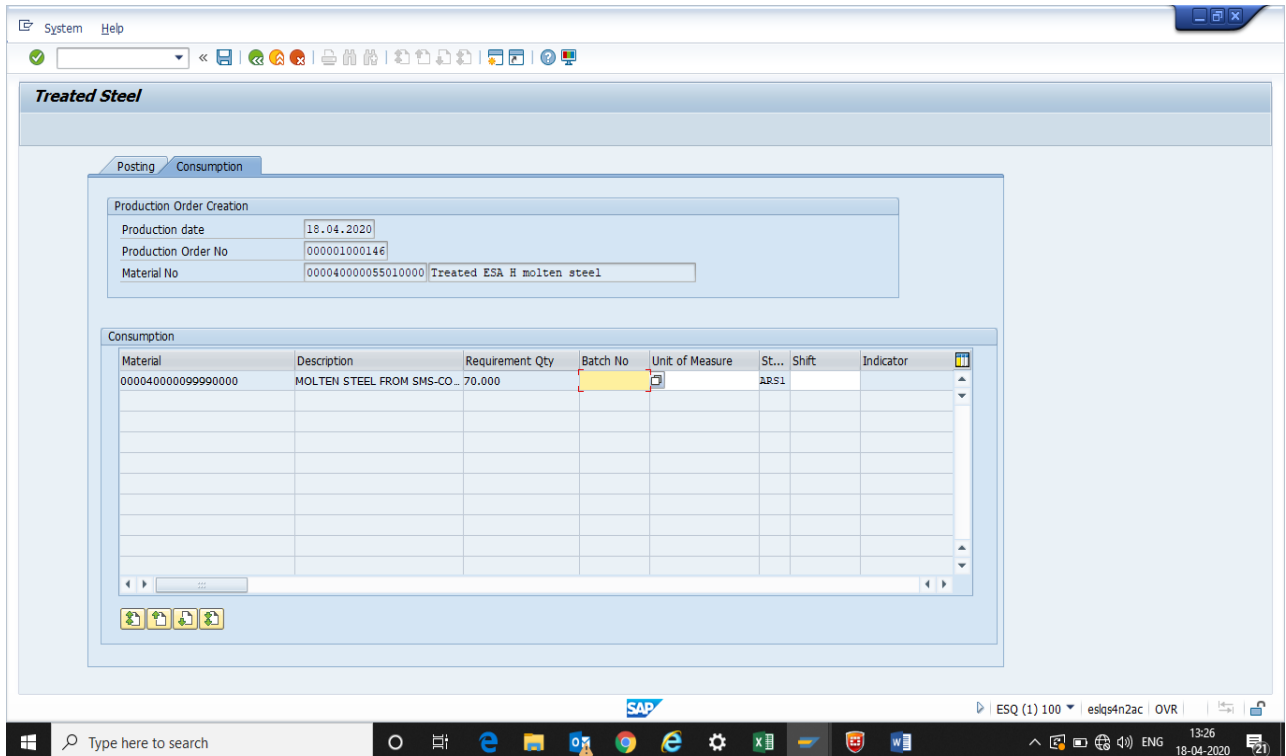 System Help
Treated Steel
Posting Consumption
Production Order Creation
Production date 18.04.2020
Production Order No 000001000146
Material No 000040000055010000 Treated ESA H molten steel
Consumption
Material Description Requirement Qty Batch No Unit of Measure St... Shift Indicator
000040000099990000 MOLTEN STEEL FROM SMS-CO... 70.000 ARS1
SAP
ESQ (1) 100 eslqs4n2ac OVR
Type here to search
ENG
13:26
18-04-2020
21